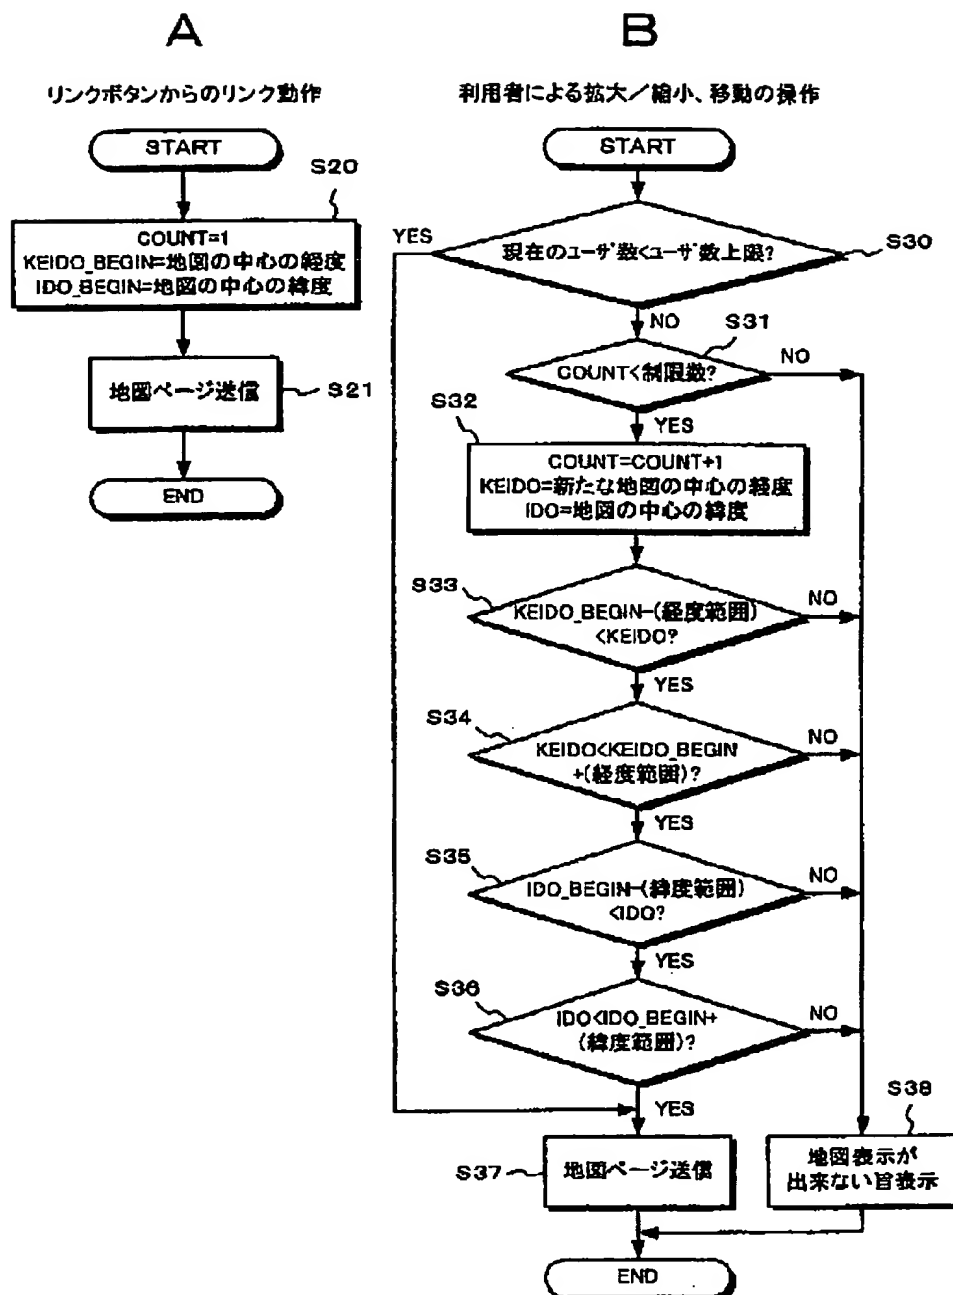 A
リンクボタンからのリンク動作
START
S20
COUNT=1
KEIDO_BEGIN=地図の中心の経度
IDO_BEGIN=地図の中心の緯度
地図ページ送信
S21
END
B
利用者による拡大／縮小、移動の操作
START
YES
現在のユーザ数<ユーザ数上限?
S30
NO
S31
COUNT<制限数?
NO
S32
YES
COUNT=COUNT+1
KEIDO=新たな地図の中心の経度
IDO=地図の中心の緯度
S33
KEIDO_BEGIN-(経度範囲)
<KEIDO?
NO
YES
S34
KEIDO<KEIDO_BEGIN
+(経度範囲)?
NO
YES
S35
IDO_BEGIN-(緯度範囲)
<IDO?
NO
YES
S36
IDO<IDO_BEGIN+
(緯度範囲)?
NO
YES
S38
S37
地図ページ送信
地図表示が
出来ない旨表示
END